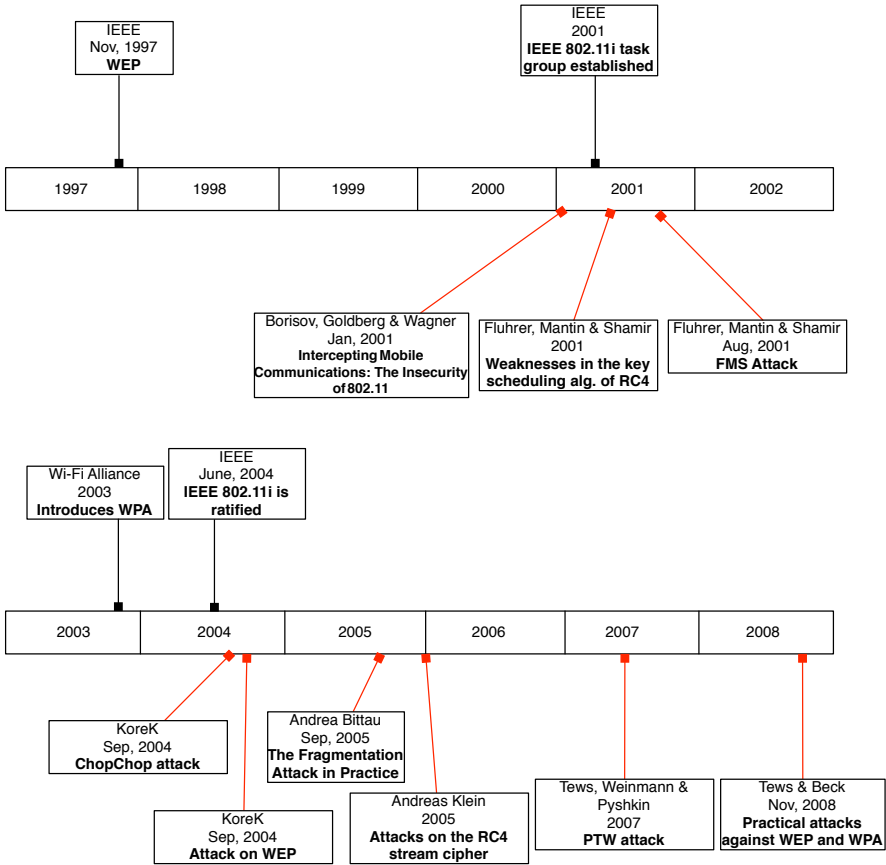 IEEE
Nov, 1997
WEP
IEEE
2001
IEEE 802.11i task
group established
1997
1998
1999
2000
2001
2002
Borisov, Goldberg & Wagner
Jan, 2001
Intercepting Mobile
Communications: The Insecurity
of 802.11
Fluhrer, Mantin & Shamir
2001
Weaknesses in the key
scheduling alg. of RC4
Fluhrer, Mantin & Shamir
Aug, 2001
FMS Attack
Wi-Fi Alliance
2003
Introduces WPA
IEEE
June, 2004
IEEE 802.11i is
ratified
2003
2004
2005
2006
2007
2008
KoreK
Sep, 2004
ChopChop attack
KoreK
Sep, 2004
Attack on WEP
Andrea Bittau
Sep, 2005
The Fragmentation
Attack in Practice
Andreas Klein
2005
Attacks on the RC4
stream cipher
Tews, Weinmann &
Pyshkin
2007
PTW attack
Tews & Beck
Nov, 2008
Practical attacks
against WEP and WPA